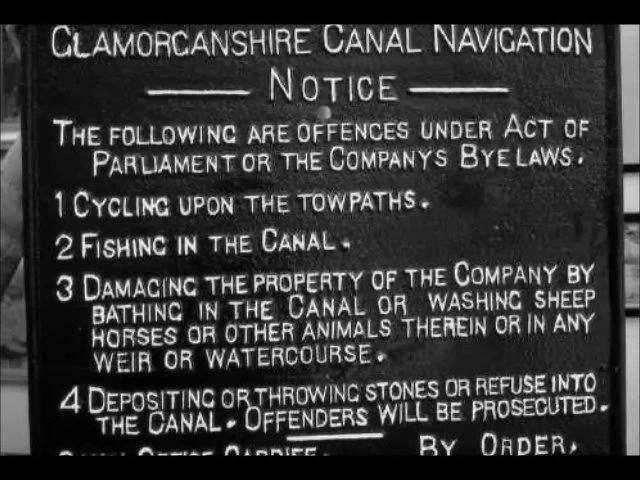 GLAMORGANSHIRE CANAL NAVIGATION
NOTICE
THE FOLLOWING ARE OFFENCES UNDER ACT OF
PARLIAMENT OR THE COMPANYS BYELAWS.
1 CYCLING UPON THE TOWPATHS.
2 FISHING IN THE CANAL.
3 DAMAGING THE PROPERTY OF THE COMPANY BY
BATHING IN THE CANAL OR WASHING SHEEP
HORSES OR OTHER ANIMALS THEREIN OR IN ANY
WEIR OR WATERCOURSE.
4 DEPOSITING OR THROWING STONES OR REFUSE INTO
THE CANAL. OFFENDERS WILL BE PROSECUTED.
OFFICE CARDIFF. BY ORDER.